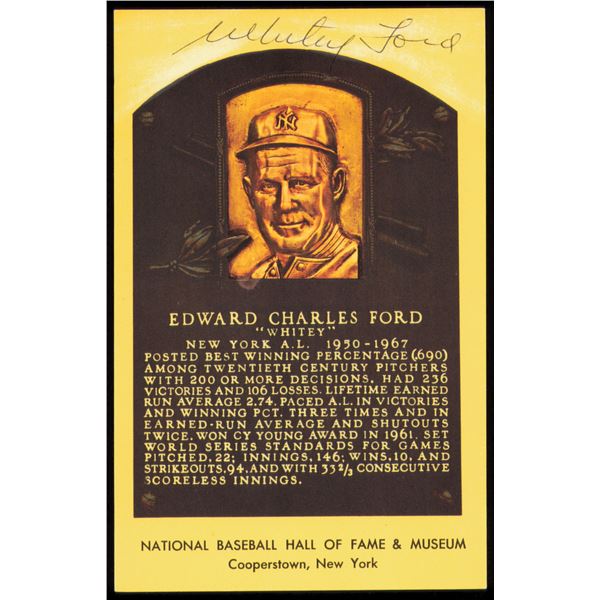 Whitey Ford
NY
EDWARD CHARLES FORD
"WHITEY"
NEW YORK A.L. 1950-1967
POSTED BEST WINNING PERCENTAGE (.690)
AMONG TWENTIETH CENTURY PITCHERS
WITH 200 OR MORE DECISIONS. HAD 236
VICTORIES AND 106 LOSSES. LIFETIME EARNED
RUN AVERAGE 2.74. PACED A.L. IN VICTORIES
AND WINNING PCT. THREE TIMES AND IN
EARNED-RUN AVERAGE AND SHUTOUTS
TWICE. WON CY YOUNG AWARD IN 1961. SET
WORLD SERIES STANDARDS FOR GAMES
PITCHED, 22; INNINGS, 146; WINS, 10, AND
STRIKEOUTS, 94, AND WITH 33 2/3 CONSECUTIVE
SCORELESS INNINGS.
NATIONAL BASEBALL HALL OF FAME & MUSEUM
Cooperstown, New York